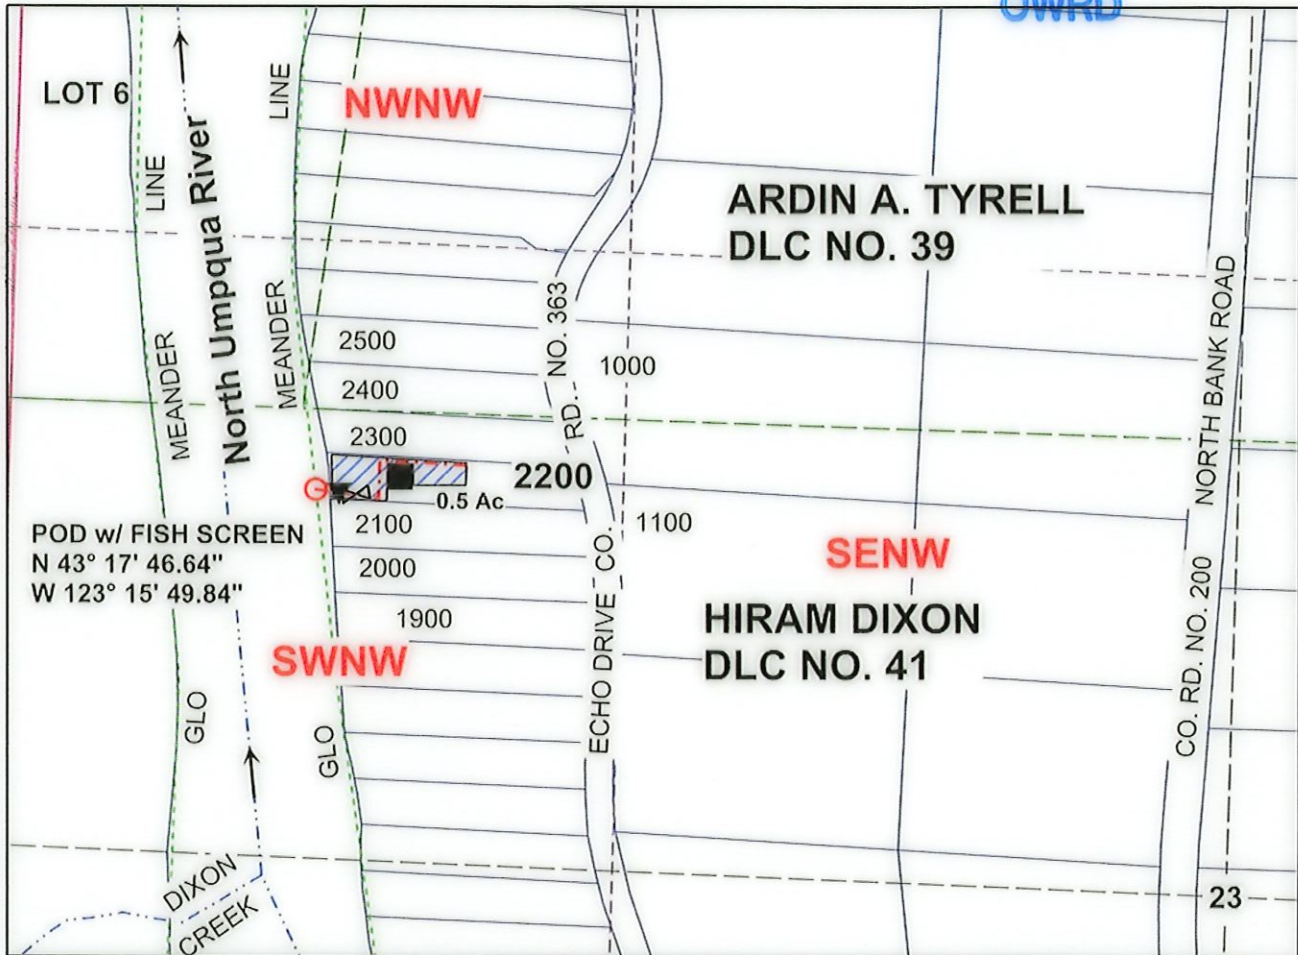 OWRD
LOT 6
LINE
NWNW
LINE
North Umpqua River
ARDIN A. TYRELL
DLC NO. 39
MEANDER
MEANDER
2500
NO. 363
1000
NORTH BANK ROAD
2400
RD.
2300
2200
0.5 Ac
POD w/ FISH SCREEN
N 43° 17' 46.64"
W 123° 15' 49.84"
2100
1100
2000
SENW
1900
HIRAM DIXON
DLC NO. 41
SWNW
ECHO DRIVE CO.
CO. RD. NO. 200
GLO
GLO
DIXON
CREEK
23